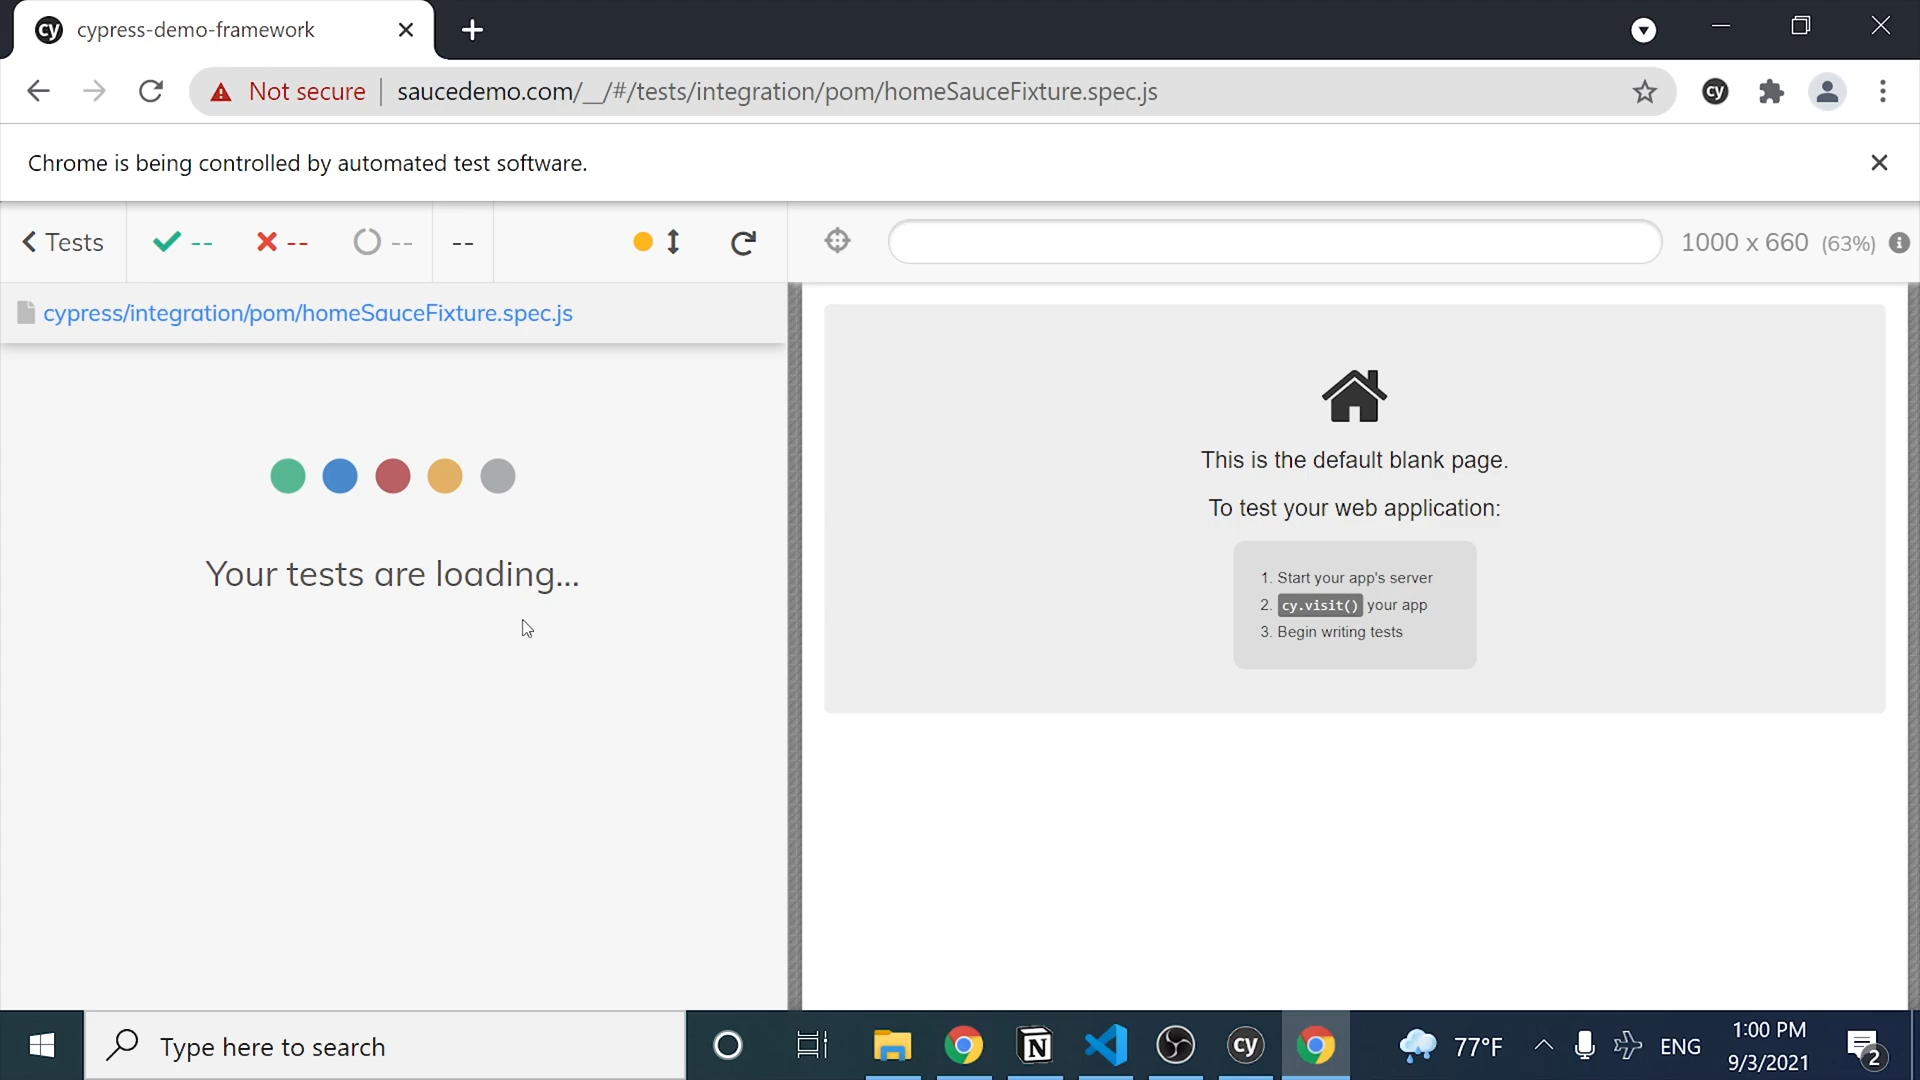 cy cypress-demo-framework
Not secure saucedemo.com/__/#/tests/integration/pom/homeSauceFixture.spec.js cy
Chrome is being controlled by automated test software.
Tests -- -- -- -- 1000 x 660 (63%)
cypress/integration/pom/homeSauceFixture.spec.js
This is the default blank page.
To test your web application:
1. Start your app's server
2. cy.visit() your app
3. Begin writing tests
Your tests are loading...
Type here to search N cy 77°F ENG 1:00 PM
9/3/2021 2